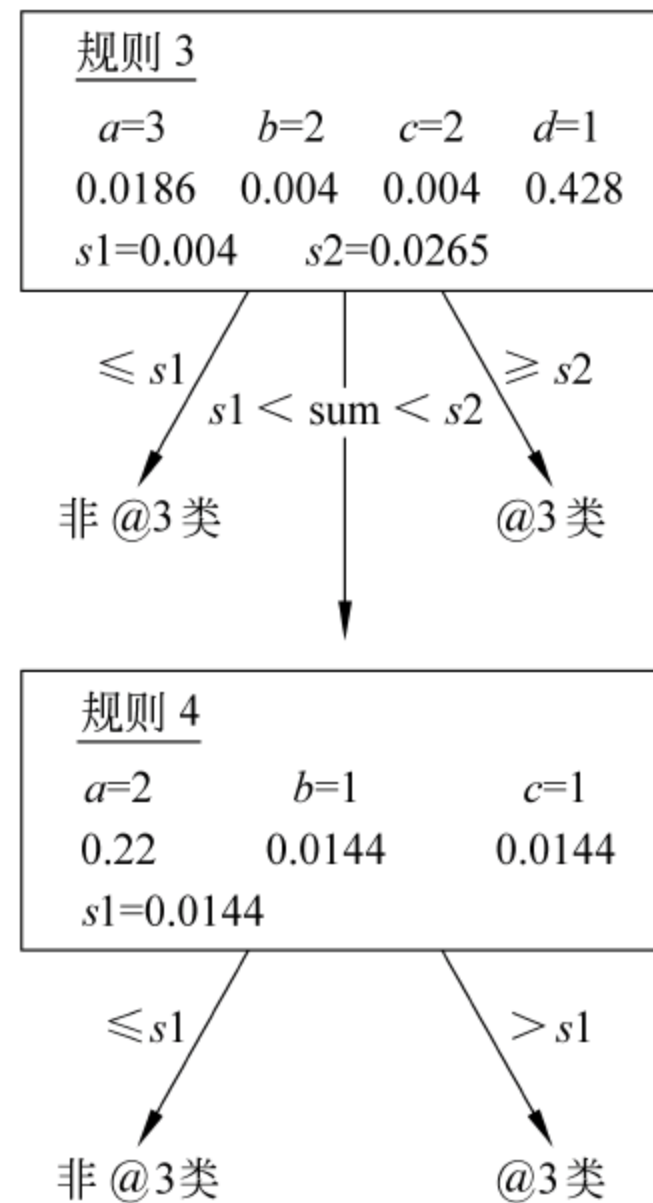 规则 3
a=3 b=2 c=2 d=1
0.0186 0.004 0.004 0.428
s1=0.004 s2=0.0265
≤ s1
≥ s2
s1 < sum < s2
非 @3 类
@3 类
规则 4
a=2 b=1 c=1
0.22 0.0144 0.0144
s1=0.0144
≤s1
> s1
非 @3类
@3类